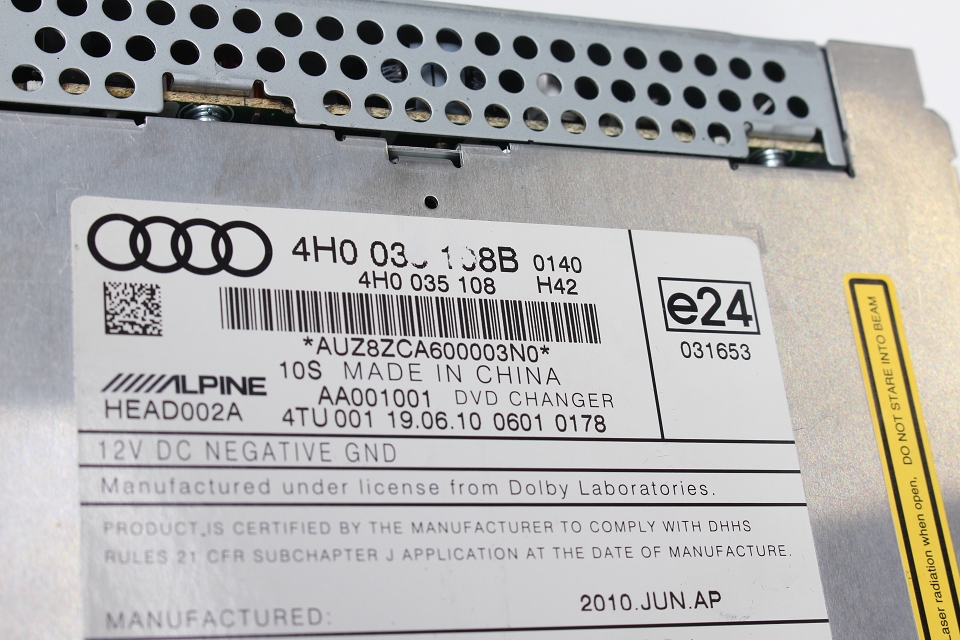 4H0 035 108B 0140
4H0 035 108 H42
*AUZ8ZCA600003N0*
10S MADE IN CHINA
ALPINE
AA001001 DVD CHANGER
HEAD002A
4TU001 19.06.10 0601 0178
e24
031653
12V DC NEGATIVE GND
Manufactured under license from Dolby Laboratories.
PRODUCT IS CERTIFIED BY THE MANUFACTURER TO COMPLY WITH DHHS
RULES 21 CFR SUBCHAPTER J APPLICATION AT THE DATE OF MANUFACTURE.
MANUFACTURED: 2010.JUN.AP
Laser radiation when open, DO NOT STARE INTO BEAM